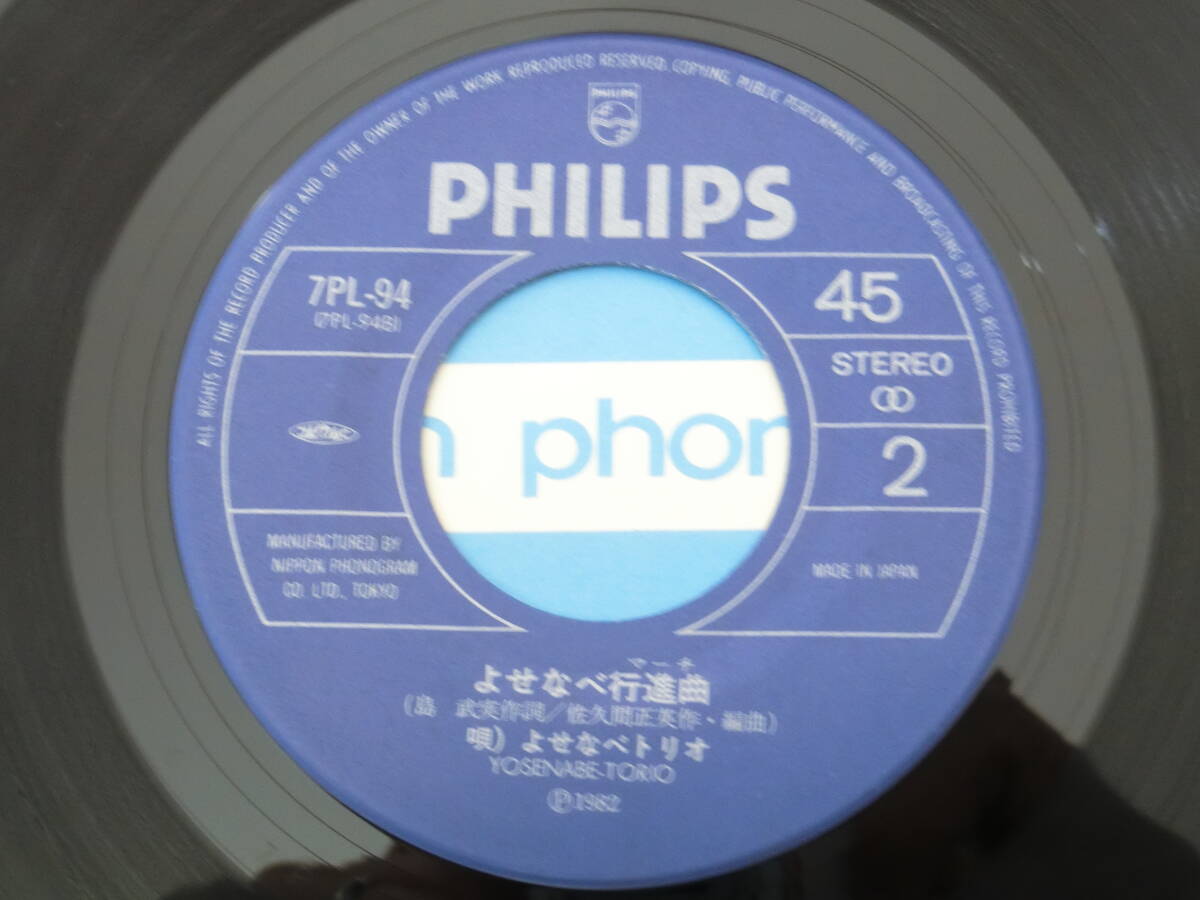 ALL RIGHTS OF THE RECORD PRODUCER AND OF THE OWNER OF THE WORK REPRODUCED RESERVED. COPYING, PUBLIC PERFORMANCE AND BROADCASTING OF THIS RECORD PROHIBITED
PHILIPS
PHILIPS
7PL-94
(7PL-94B)
45
STEREO
2
n phon
MANUFACTURED BY
NIPPON PHONOGRAM
CO. LTD., TOKYO
MADE IN JAPAN
マーチ
よせなべ行進曲
(島 武実作詞/佐久間正英作・編曲)
唄) よせなべトリオ
YOSENABE-TORIO
Ⓟ1982